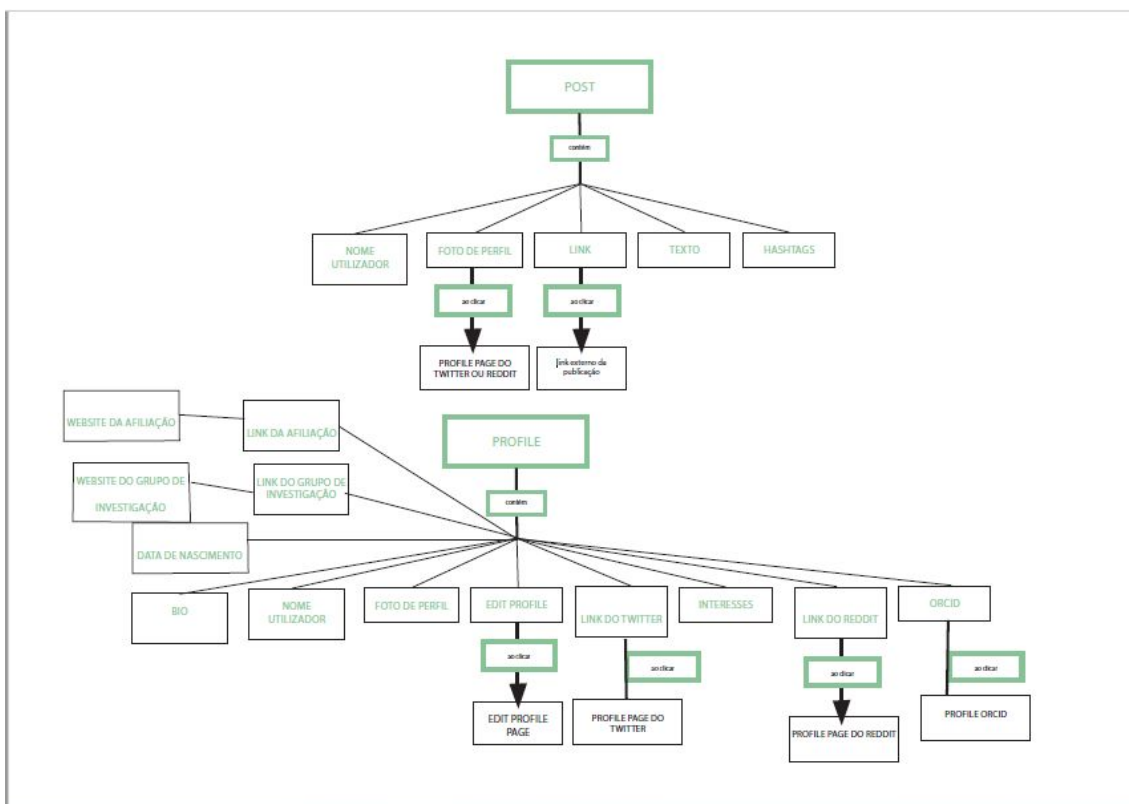 POST
contém
NOME
UTILIZADOR
FOTO DE PERFIL
LINK
TEXTO
HASHTAGS
ao clicar
ao clicar
PROFILE PAGE DO
TWITTER OU REDDIT
link externo da
publicação
WEBSITE DA AFILIAÇÃO
LINK DA AFILIAÇÃO
PROFILE
WEBSITE DO GRUPO DE
INVESTIGAÇÃO
LINK DO GRUPO DE
INVESTIGAÇÃO
contém
DATA DE NASCIMENTO
BIO
NOME
UTILIZADOR
FOTO DE PERFIL
EDIT PROFILE
LINK DO TWITTER
INTERESSES
LINK DO REDDIT
ORCID
ao clicar
ao clicar
ao clicar
ao clicar
EDIT PROFILE
PAGE
PROFILE PAGE DO
TWITTER
PROFILE PAGE DO REDDIT
PROFILE ORCID